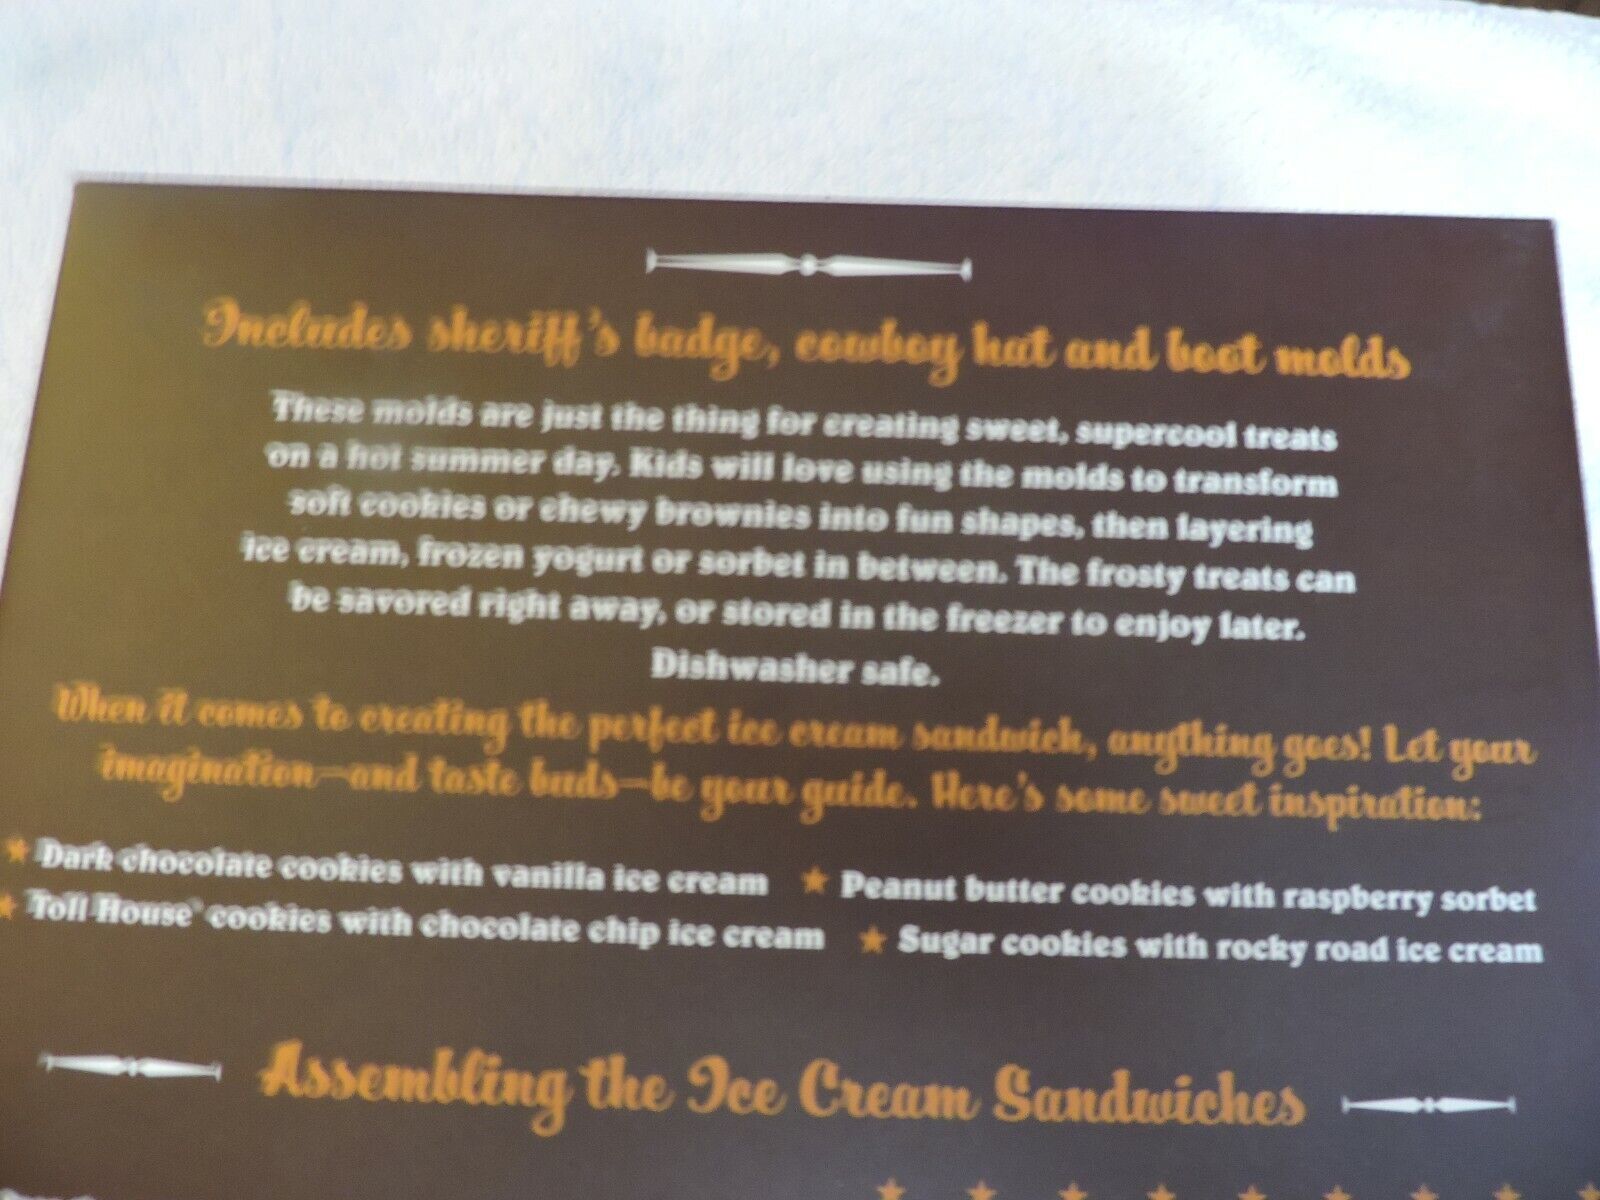 Includes sheriff's badge, cowboy hat and boot molds
These molds are just the thing for creating sweet, supercool treats
on a hot summer day. Kids will love using the molds to transform
soft cookies or chewy brownies into fun shapes, then layering
ice cream, frozen yogurt or sorbet in between. The frosty treats can
be savored right away, or stored in the freezer to enjoy later.
Dishwasher safe.
When it comes to creating the perfect ice cream sandwich, anything goes! Let your
imagination—and taste buds—be your guide. Here's some sweet inspiration:
★ Dark chocolate cookies with vanilla ice cream ★ Peanut butter cookies with raspberry sorbet
★ Toll House® cookies with chocolate chip ice cream ★ Sugar cookies with rocky road ice cream
Assembling the Ice Cream Sandwiches